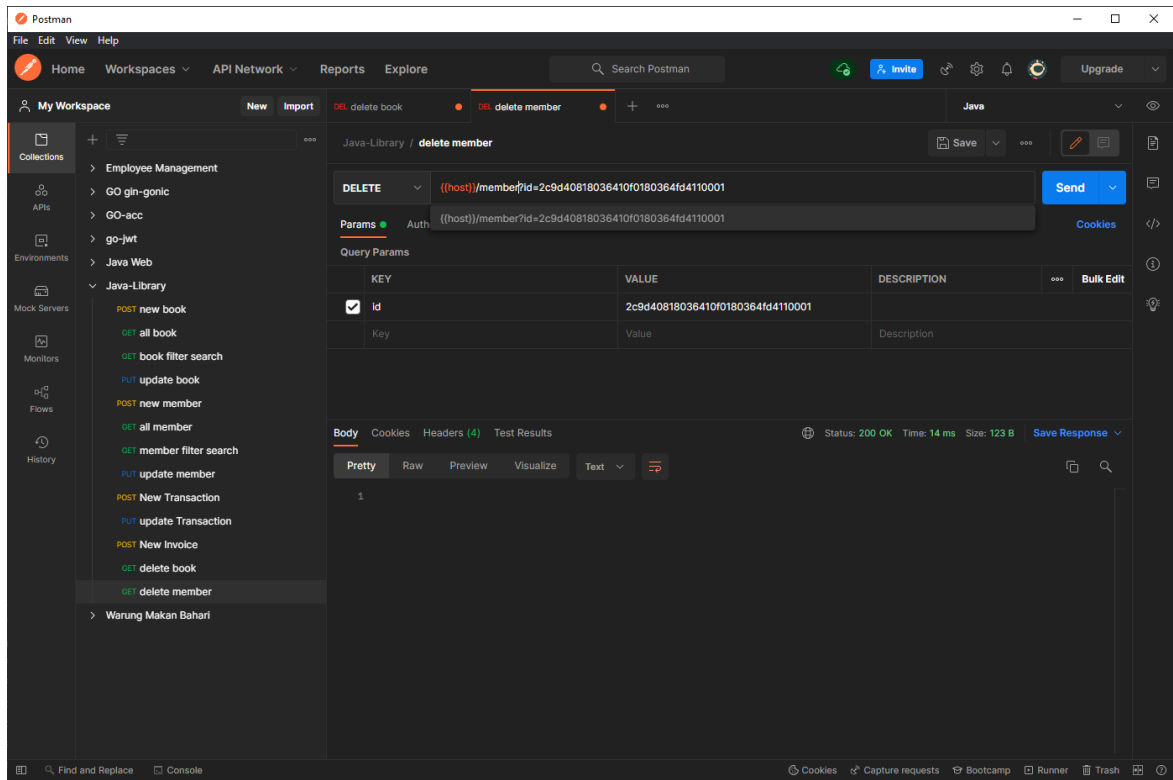 Postman
File Edit View Help
Home Workspaces API Network Reports Explore Search Postman Invite Upgrade
My Workspace New Import DEL delete book DEL delete member Java
Collections
APIs
Environments
Mock Servers
Monitors
Flows
History
Employee Management
GO gin-gonic
GO-acc
go-jwt
Java Web
Java-Library
POST new book
GET all book
GET book filter search
PUT update book
POST new member
GET all member
GET member filter search
PUT update member
POST New Transaction
PUT update Transaction
POST New Invoice
GET delete book
GET delete member
Warung Makan Bahari
Java-Library / delete member Save
DELETE {{host}}/member?id=2c9d40818036410f0180364fd4110001 Send
{{host}}/member?id=2c9d40818036410f0180364fd4110001
Params Auth Cookies
Query Params
KEY VALUE DESCRIPTION Bulk Edit
id 2c9d40818036410f0180364fd4110001
Key Value Description
Body Cookies Headers (4) Test Results Status: 200 OK Time: 14 ms Size: 123 B Save Response
Pretty Raw Preview Visualize Text
1
Find and Replace Console Cookies Capture requests Bootcamp Runner Trash